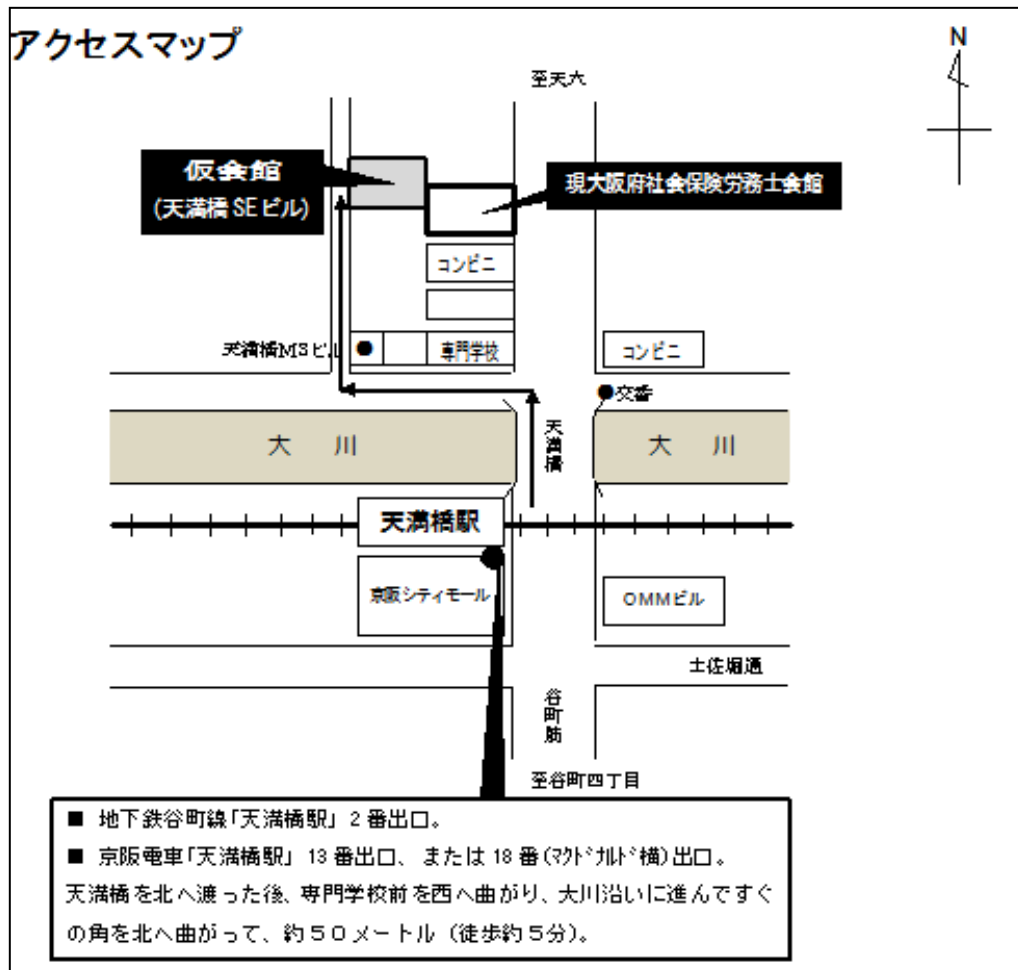 アクセスマップ
N
至天六
仮会館
(天満橋SEビル)
現大阪府社会保険労務士会館
コンビニ
天満橋MSビル
専門学校
コンビニ
交番
大 川
天満橋
大 川
天満橋駅
京阪シティモール
OMMビル
土佐堀通
谷町筋
至谷町四丁目
■ 地下鉄谷町線「天満橋駅」 2番出口。
■ 京阪電車「天満橋駅」 13番出口、 または 18番(ﾏｸﾄﾞﾅﾙﾄﾞ横)出口。
天満橋を北へ渡った後、専門学校前を西へ曲がり、大川沿いに進んですぐ
の角を北へ曲がって、約50メートル (徒歩約5分)。